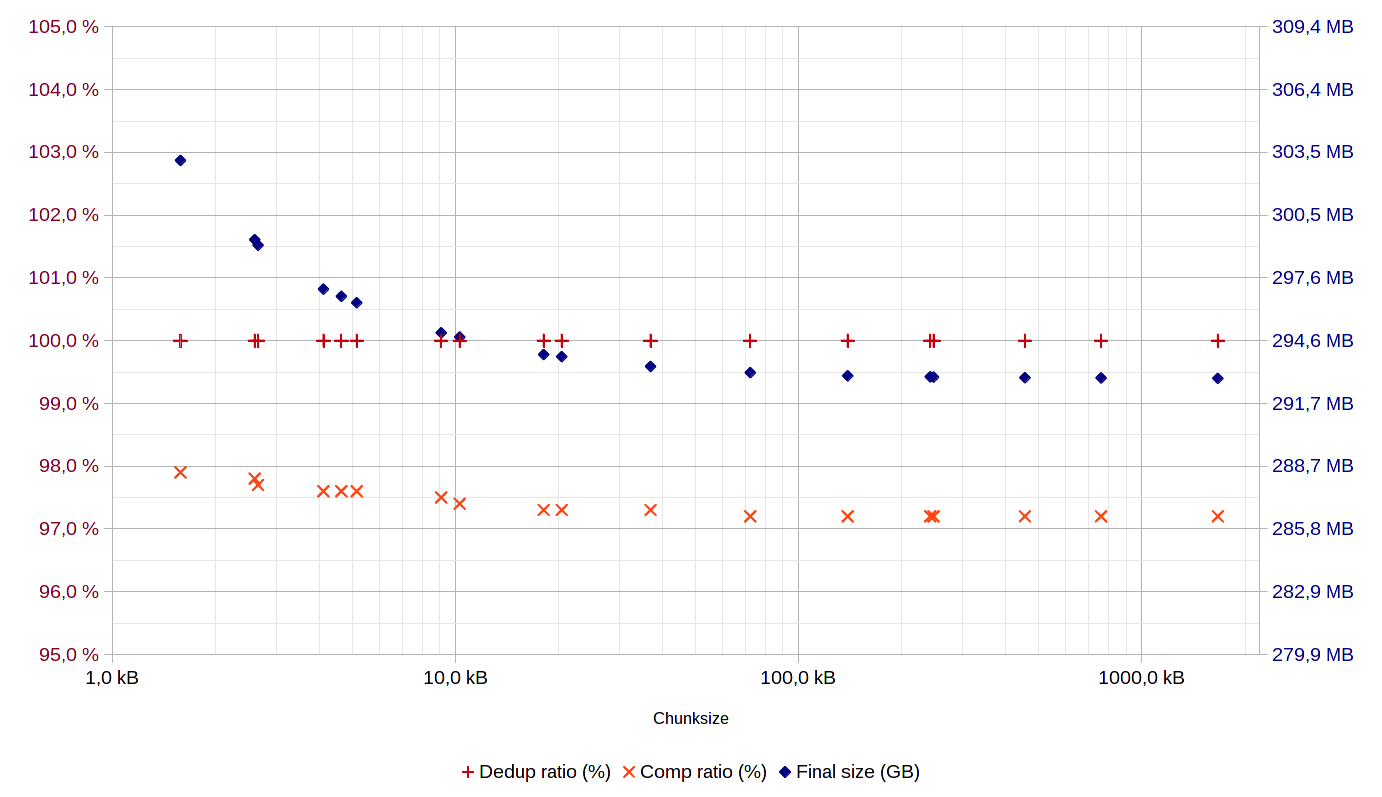 105,0 % 309,4 MB
104,0 % 306,4 MB
103,0 % 303,5 MB
102,0 % 300,5 MB
101,0 % 297,6 MB
100,0 % 294,6 MB
99,0 % 291,7 MB
98,0 % 288,7 MB
97,0 % 285,8 MB
96,0 % 282,9 MB
95,0 % 279,9 MB
1,0 kB 10,0 kB 100,0 kB 1000,0 kB
Chunksize
Dedup ratio (%) Comp ratio (%) Final size (GB)